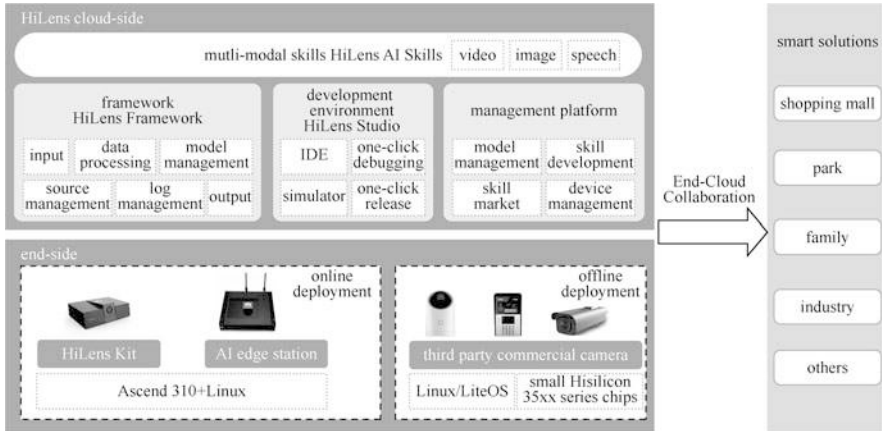 HiLens cloud-side
mutli-modal skills HiLens AI Skills
video
image
speech
framework
HiLens Framework
input
data
processing
model
management
source
management
log
management
output
development
environment
HiLens Studio
IDE
one-click
debugging
simulator
one-click
release
management platform
model
management
skill
development
skill
market
device
management
end-side
online
deployment
HiLens Kit
AI edge station
Ascend 310+Linux
offline
deployment
third party commercial camera
Linux/LiteOS
small Hisilicon
35xx series chips
End-Cloud
Collaboration
smart solutions
shopping mall
park
family
industry
others